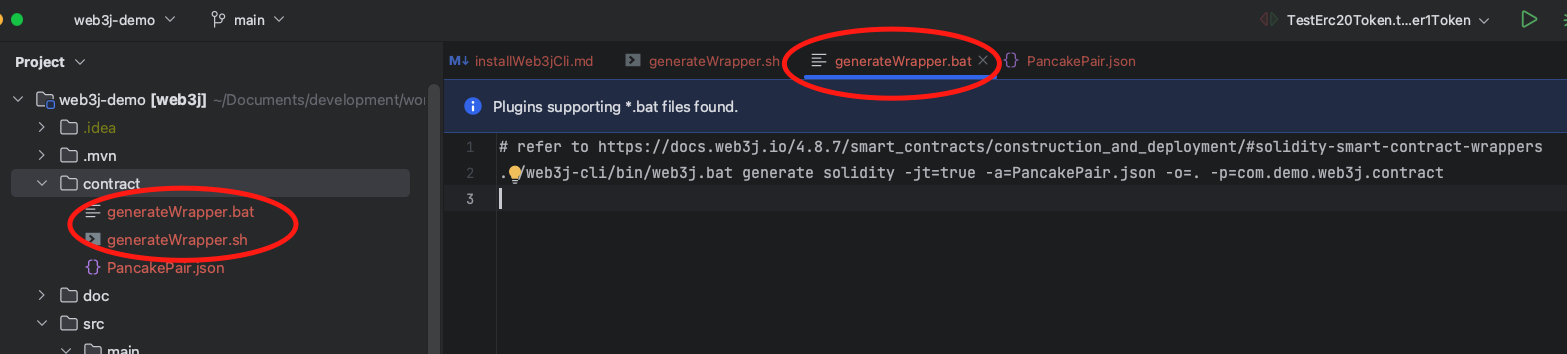 web3j-demo main TestErc20Token.t...er1Token
Project
installWeb3jCli.md generateWrapper.sh generateWrapper.bat PancakePair.json
web3j-demo [web3j] ~/Documents/development/wor
Plugins supporting *.bat files found.
.idea
.mvn
contract
generateWrapper.bat
generateWrapper.sh
PancakePair.json
doc
src
main
1 # refer to https://docs.web3j.io/4.8.7/smart_contracts/construction_and_deployment/#solidity-smart-contract-wrappers
2 ./web3j-cli/bin/web3j.bat generate solidity -jt=true -a=PancakePair.json -o=. -p=com.demo.web3j.contract
3